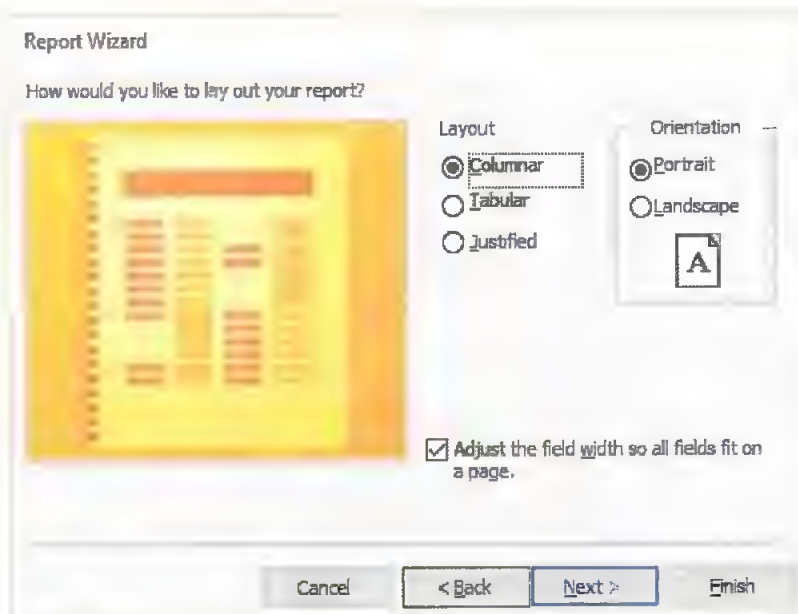 Report Wizard
How would you like to lay out your report?
Layout
Columnar
Tabular
Justified
Orientation
Portrait
Landscape
A
Adjust the field width so all fields fit on
a page.
Cancel
< Back
Next >
Finish